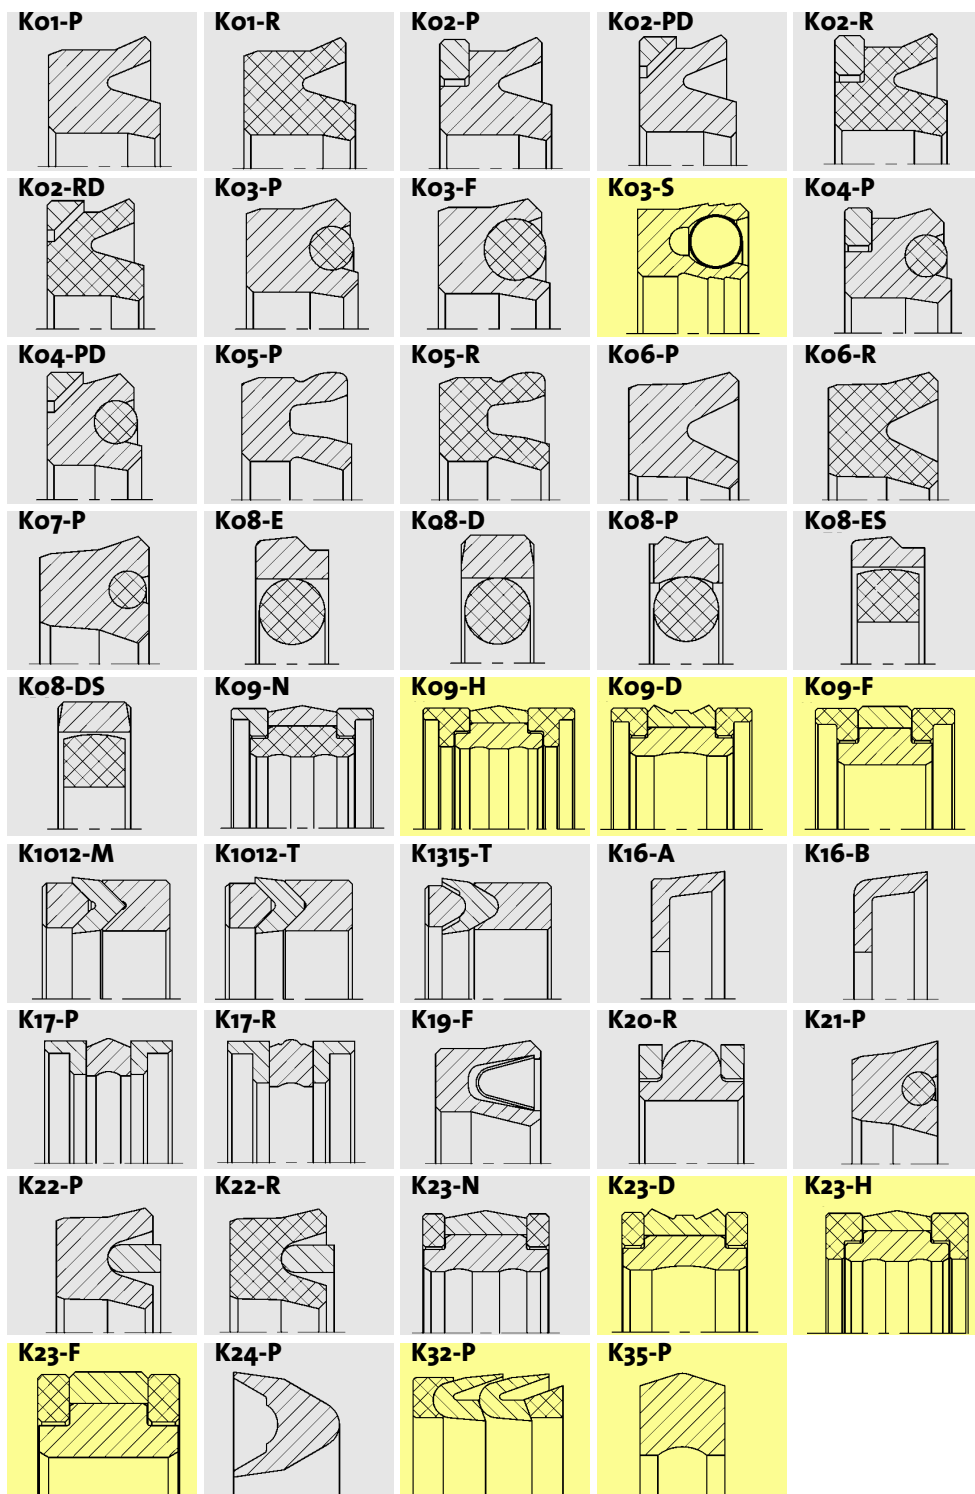 K01-P
K01-R
K02-P
K02-PD
K02-R
K02-RD
K03-P
K03-F
K03-S
K04-P
K04-PD
K05-P
K05-R
K06-P
K06-R
K07-P
K08-E
K08-D
K08-P
K08-ES
K08-DS
K09-N
K09-H
K09-D
K09-F
K1012-M
K1012-T
K1315-T
K16-A
K16-B
K17-P
K17-R
K19-F
K20-R
K21-P
K22-P
K22-R
K23-N
K23-D
K23-H
K23-F
K24-P
K32-P
K35-P